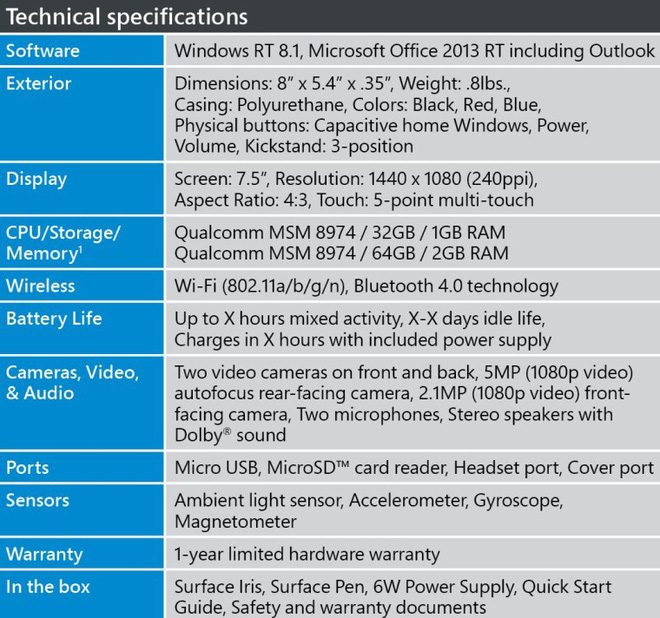 Technical specifications
Software
Windows RT 8.1, Microsoft Office 2013 RT including Outlook
Exterior
Dimensions: 8” x 5.4” x .35”, Weight: .8lbs.,
Casing: Polyurethane, Colors: Black, Red, Blue,
Physical buttons: Capacitive home Windows, Power,
Volume, Kickstand: 3-position
Display
Screen: 7.5”, Resolution: 1440 x 1080 (240ppi),
Aspect Ratio: 4:3, Touch: 5-point multi-touch
CPU/Storage/
Memory¹
Qualcomm MSM 8974 / 32GB / 1GB RAM
Qualcomm MSM 8974 / 64GB / 2GB RAM
Wireless
Wi-Fi (802.11a/b/g/n), Bluetooth 4.0 technology
Battery Life
Up to X hours mixed activity, X-X days idle life,
Charges in X hours with included power supply
Cameras, Video,
& Audio
Two video cameras on front and back, 5MP (1080p video)
autofocus rear-facing camera, 2.1MP (1080p video) front-
facing camera, Two microphones, Stereo speakers with
Dolby® sound
Ports
Micro USB, MicroSD™ card reader, Headset port, Cover port
Sensors
Ambient light sensor, Accelerometer, Gyroscope,
Magnetometer
Warranty
1-year limited hardware warranty
In the box
Surface Iris, Surface Pen, 6W Power Supply, Quick Start
Guide, Safety and warranty documents